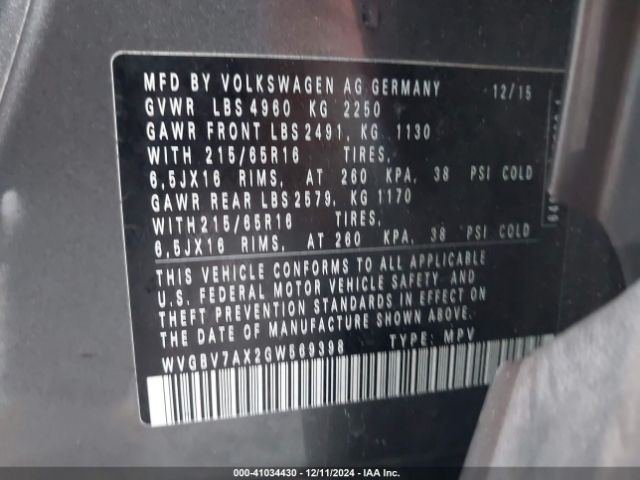 MFD BY VOLKSWAGEN AG GERMANY 12/15
GVWR LBS 4960 KG 2250
GAWR FRONT LBS 2491, KG 1130
WITH 215/65R16 TIRES,
6,5JX16 RIMS, AT 260 KPA, 38 PSI COLD
GAWR REAR LBS 2579, KG 1170
WITH 215/65R16 TIRES,
6,5JX16 RIMS, AT 260 KPA, 38 PSI COLD
THIS VEHICLE CONFORMS TO ALL APPLICABLE
U.S. FEDERAL MOTOR VEHICLE SAFETY AND
THEFT PREVENTION STANDARDS IN EFFECT ON
THE DATE OF MANUFACTURE SHOWN ABOVE.
WVGBV7AX2GW569398 TYPE: MPV
000-41034430 - 12/11/2024 - IAA Inc.